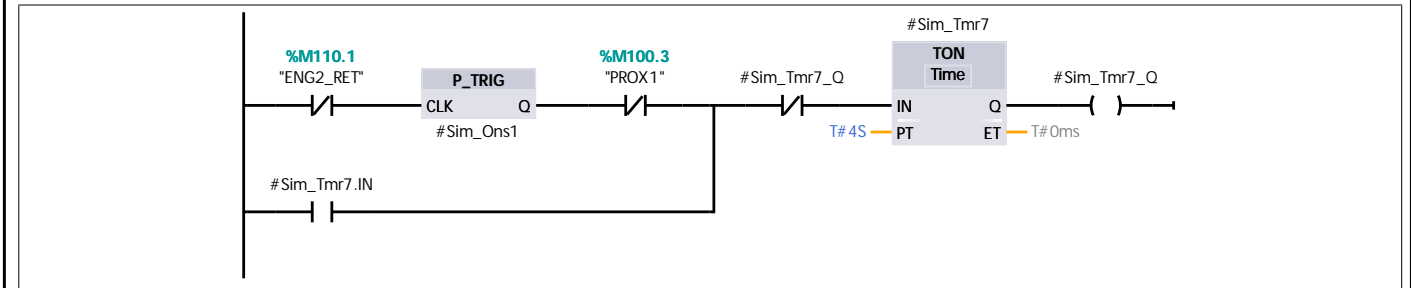 #Sim_Tmr7
%M110.1
"ENG2_RET"
P_TRIG
CLK Q
#Sim_Ons1
%M100.3
"PROX1"
#Sim_Tmr7_Q
TON
Time
IN Q
T#4S PT ET T#0ms
#Sim_Tmr7_Q
#Sim_Tmr7.IN